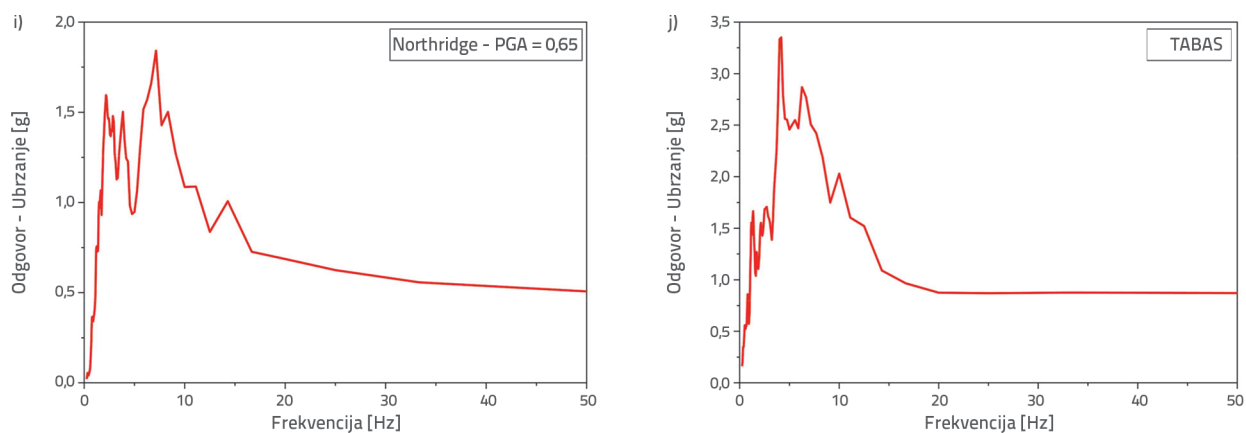 i)
Northridge - PGA = 0,65
Odgovor - Ubrzanje [g]
2,0
1,5
1,0
0,5
0,0
0 10 20 30 40 50
Frekvencija [Hz]
j)
TABAS
Odgovor - Ubrzanje [g]
3,5
3,0
2,5
2,0
1,5
1,0
0,5
0,0
0 10 20 30 40 50
Frekvencija [Hz]